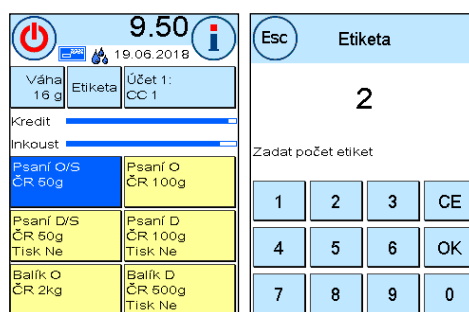 9.50
19.06.2018
Váha
16 g
Etiketa
Účet 1:
CC 1
Kredit
Inkoust
Psaní O/S
ČR 50g
Psaní O
ČR 100g
Psaní D/S
ČR 50g
Tisk Ne
Psaní D
ČR 100g
Tisk Ne
Balík O
ČR 2kg
Balík D
ČR 500g
Tisk Ne
Esc
Etiketa
2
Zadat počet etiket
1 2 3 CE
4 5 6 OK
7 8 9 0